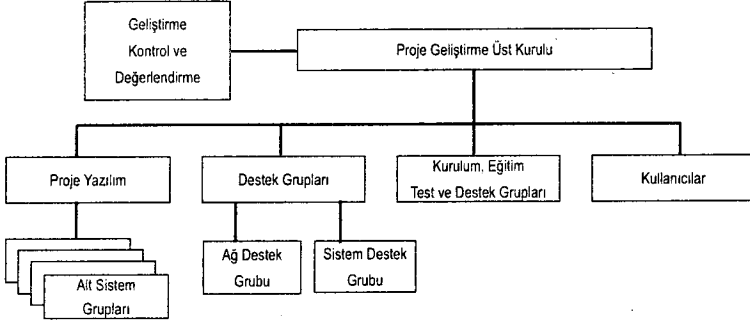 Geliştirme
Kontrol ve
Değerlendirme
Proje Geliştirme Üst Kurulu
Proje Yazılım
Destek Grupları
Kurulum, Eğitim
Test ve Destek Grupları
Kullanıcılar
Ağ Destek
Grubu
Sistem Destek
Grubu
Alt Sistem
Grupları